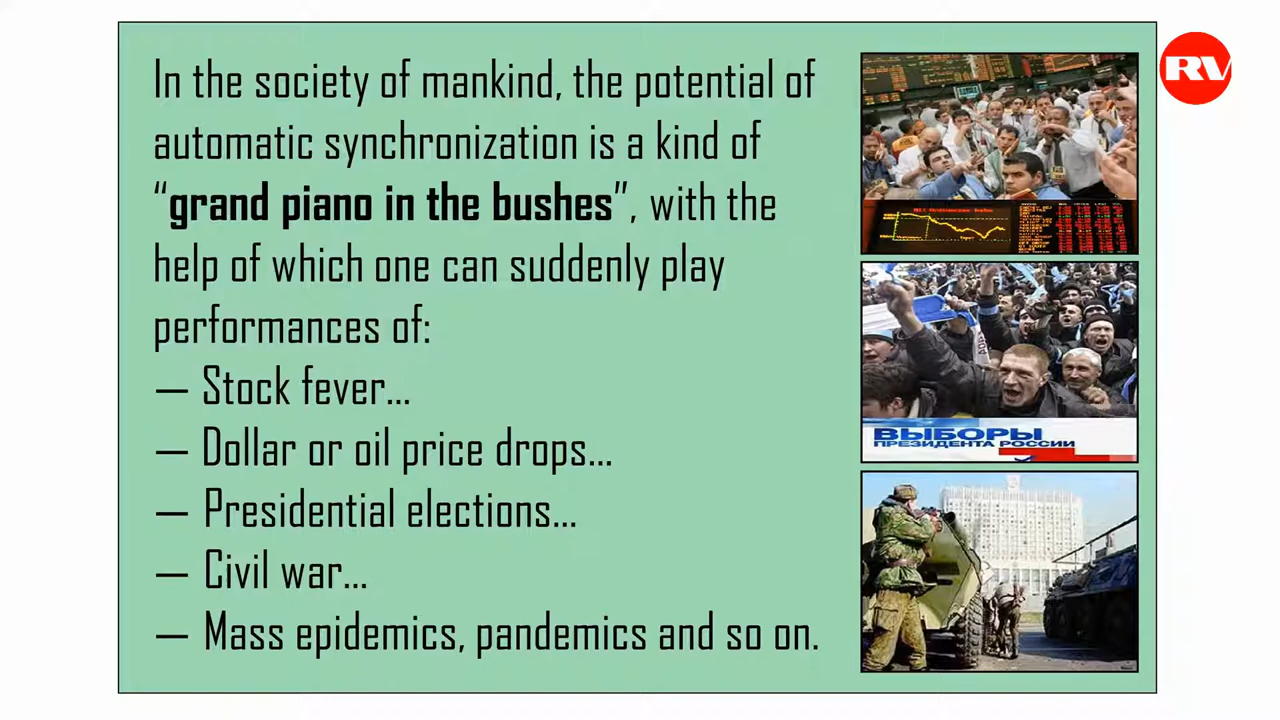 In the society of mankind, the potential of
automatic synchronization is a kind of
“grand piano in the bushes”, with the
help of which one can suddenly play
performances of:
— Stock fever...
— Dollar or oil price drops...
— Presidential elections...
— Civil war...
— Mass epidemics, pandemics and so on.
RV
ВЫБОРЫ
ПРЕЗИДЕНТА РОССИИ